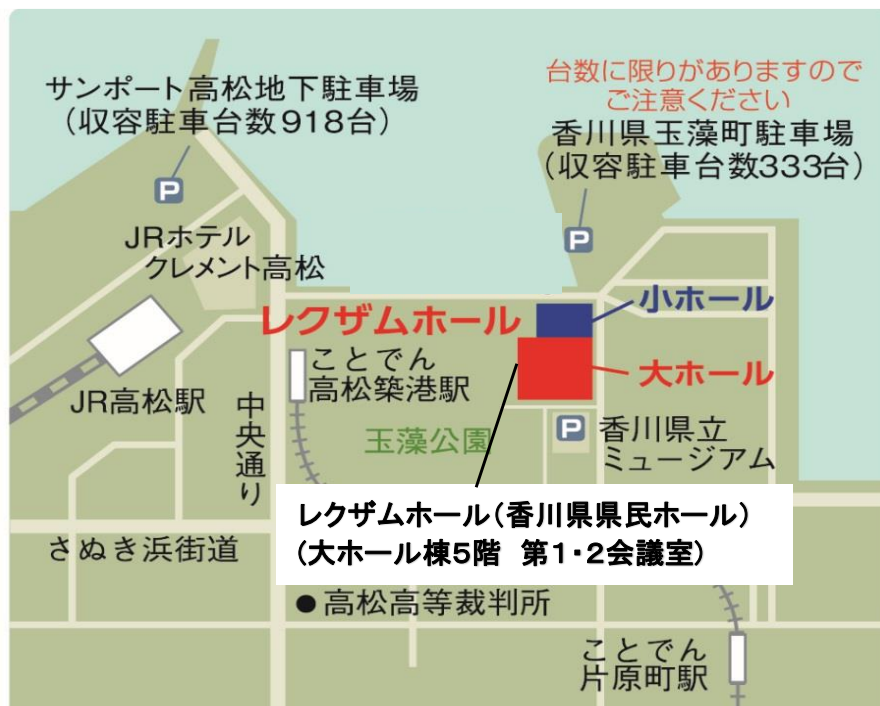 サンポート高松地下駐車場
(収容駐車台数918台)
P
台数に限りがありますので
ご注意ください
香川県玉藻町駐車場
(収容駐車台数333台)
P
JRホテル
クレメント高松
レクザムホール
小ホール
大ホール
ことでん
高松築港駅
JR高松駅
中央通り
玉藻公園
P
香川県立
ミュージアム
レクザムホール(香川県県民ホール)
(大ホール棟5階 第1・2会議室)
さぬき浜街道
高松高等裁判所
ことでん
片原町駅